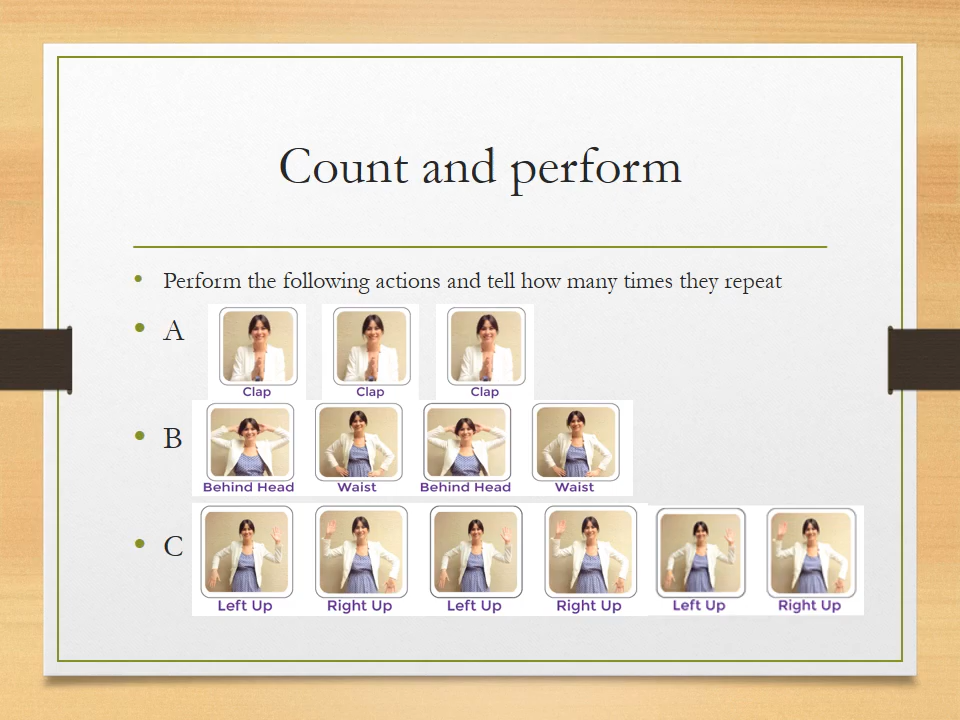 Count and perform
Perform the following actions and tell how many times they repeat
A
Clap Clap Clap
B
Behind Head Waist Behind Head Waist
C
Left Up Right Up Left Up Right Up Left Up Right Up